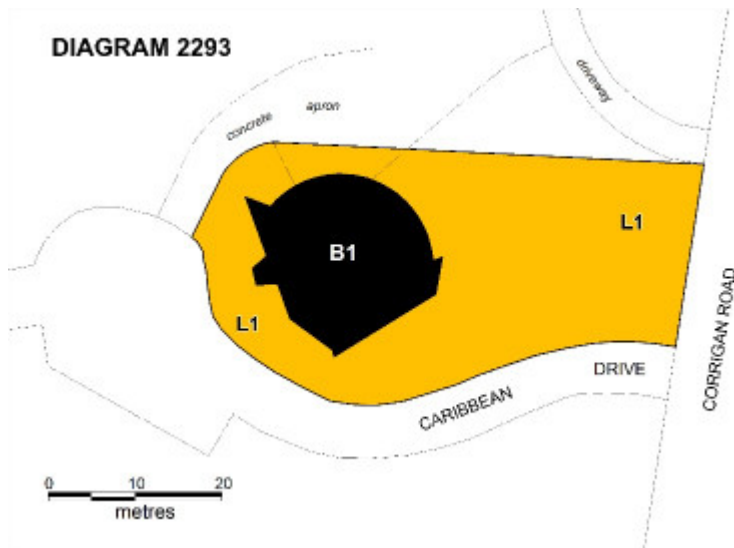 DIAGRAM 2293
driveway
concrete apron
L1
B1
L1
DRIVE
CARIBBEAN
CORRIGAN ROAD
0 10 20
metres